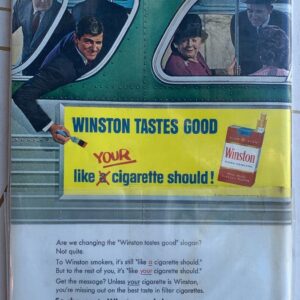 WINSTON TASTES GOOD
YOUR
like a cigarette should!
Winston
Are we changing the "Winston tastes good" slogan?
Not quite.
To Winston smokers, it's still "like a cigarette should."
But to the rest of you, it's "like your cigarette should."
Get the message? Unless your cigarette is Winston,
you're missing out on the best taste in filter cigarettes.